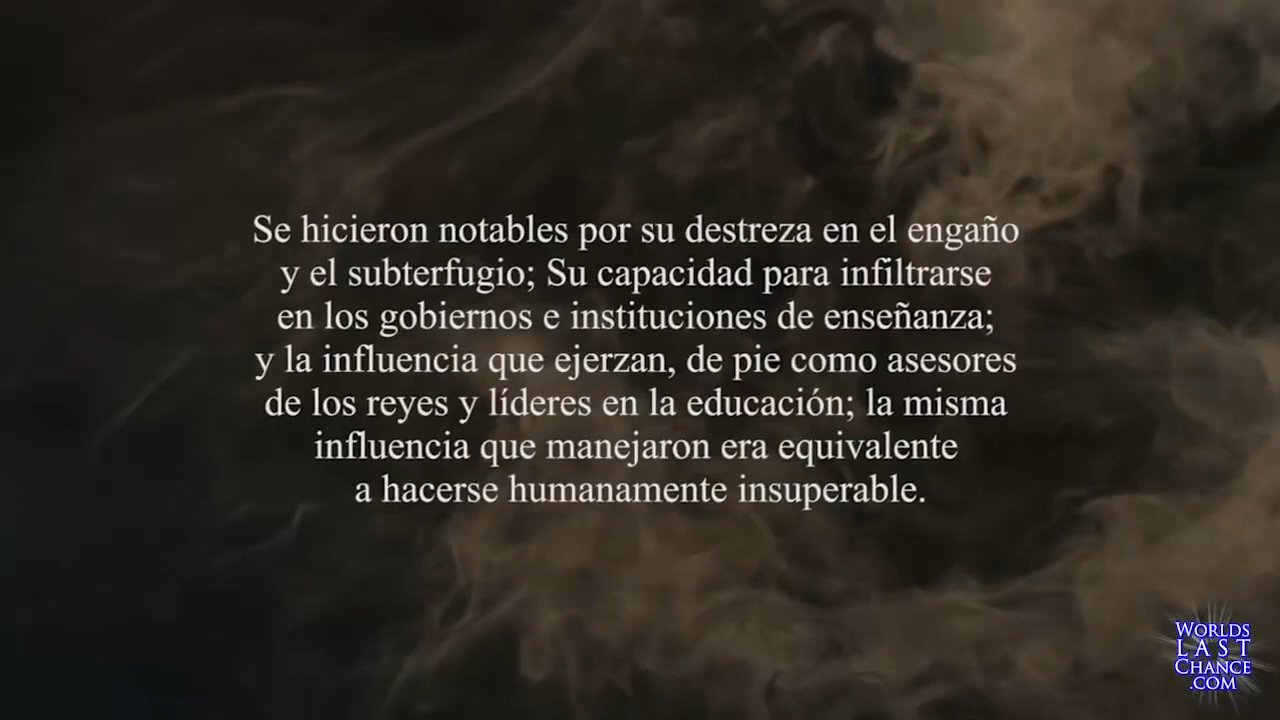 Se hicieron notables por su destreza en el engaño
y el subterfugio; Su capacidad para infiltrarse
en los gobiernos e instituciones de enseñanza;
y la influencia que ejerzan, de pie como asesores
de los reyes y líderes en la educación; la misma
influencia que manejaron era equivalente
a hacerse humanamente insuperable.
WORLDS
LAST
CHANCE
.COM